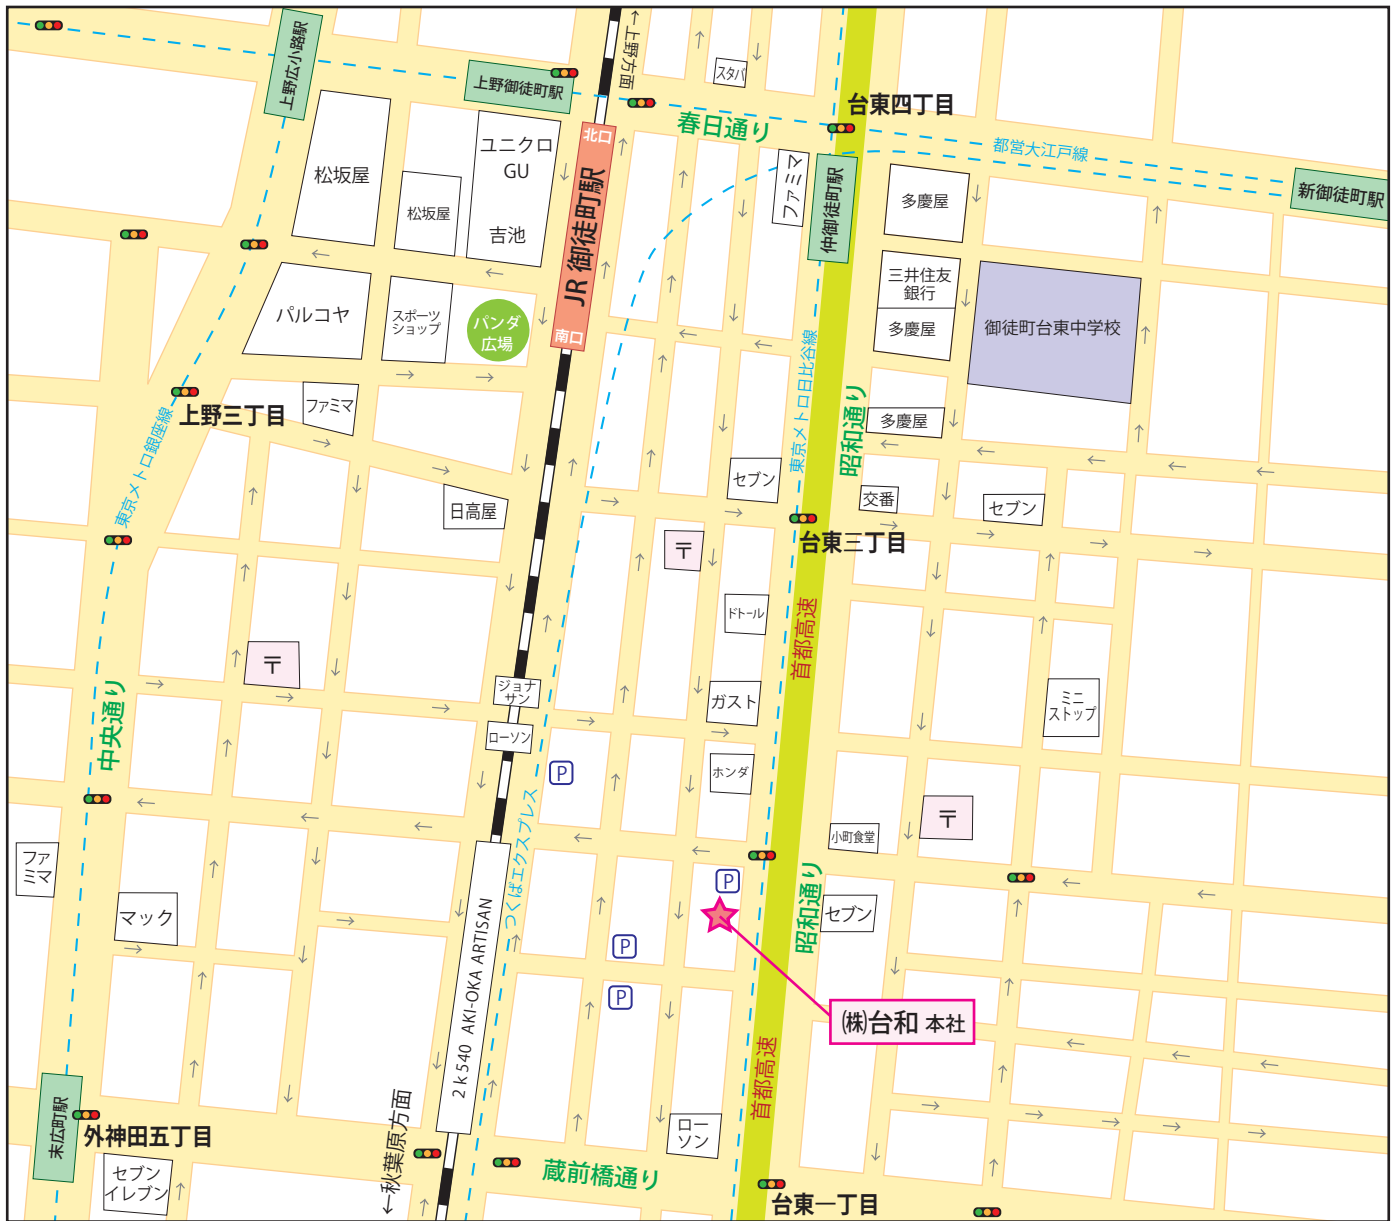 上野広小路駅
上野御徒町駅
←上野方面
スタバ
台東四丁目
春日通り
北口
JR 御徒町駅
南口
都営大江戸線
新御徒町駅
仲御徒町駅
ファミマ
多慶屋
松坂屋
松坂屋
ユニクロ
GU
吉池
三井住友
銀行
多慶屋
御徒町台東中学校
パルコヤ
スポーツ
ショップ
パンダ
広場
東京メトロ日比谷線
昭和通り
多慶屋
ファミマ
上野三丁目
東京メトロ銀座線
日高屋
セブン
交番
セブン
台東三丁目
〒
ドトール
首都高速
〒
ジョナ
サン
ガスト
ミニ
ストップ
中央通り
ローソン
P
ホンダ
〒
小町食堂
つくばエクスプレス
ファ
ミマ
マック
P
昭和通り
セブン
2k540 AKI-OKA ARTISAN
P
P
㈱台和 本社
首都高速
末広町駅
外神田五丁目
セブン
イレブン
←秋葉原方面
ロー
ソン
蔵前橋通り
台東一丁目